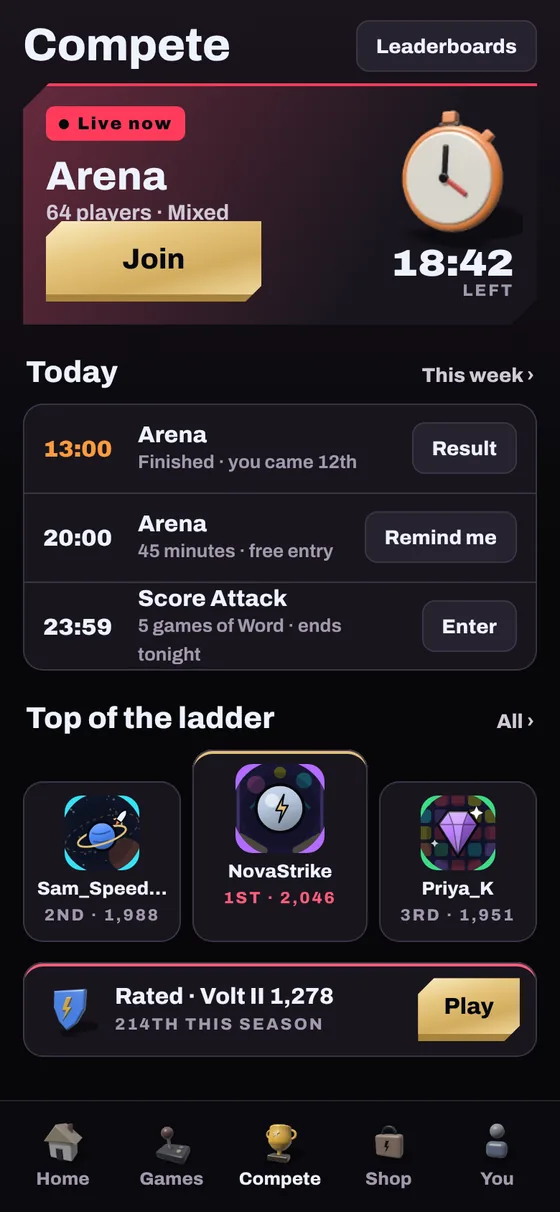 Compete
Leaderboards
Live now
Arena
64 players · Mixed
Join
18:42
LEFT
Today
This week ›
13:00
Arena
Finished · you came 12th
Result
20:00
Arena
45 minutes · free entry
Remind me
23:59
Score Attack
5 games of Word · ends
tonight
Enter
Top of the ladder
All ›
Sam_Speed...
2ND · 1,988
NovaStrike
1ST · 2,046
Priya_K
3RD · 1,951
Rated · Volt II 1,278
214TH THIS SEASON
Play
Home
Games
Compete
Shop
You